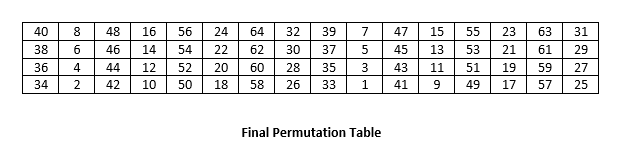 40 8 48 16 56 24 64 32 39 7 47 15 55 23 63 31
38 6 46 14 54 22 62 30 37 5 45 13 53 21 61 29
36 4 44 12 52 20 60 28 35 3 43 11 51 19 59 27
34 2 42 10 50 18 58 26 33 1 41 9 49 17 57 25
Final Permutation Table